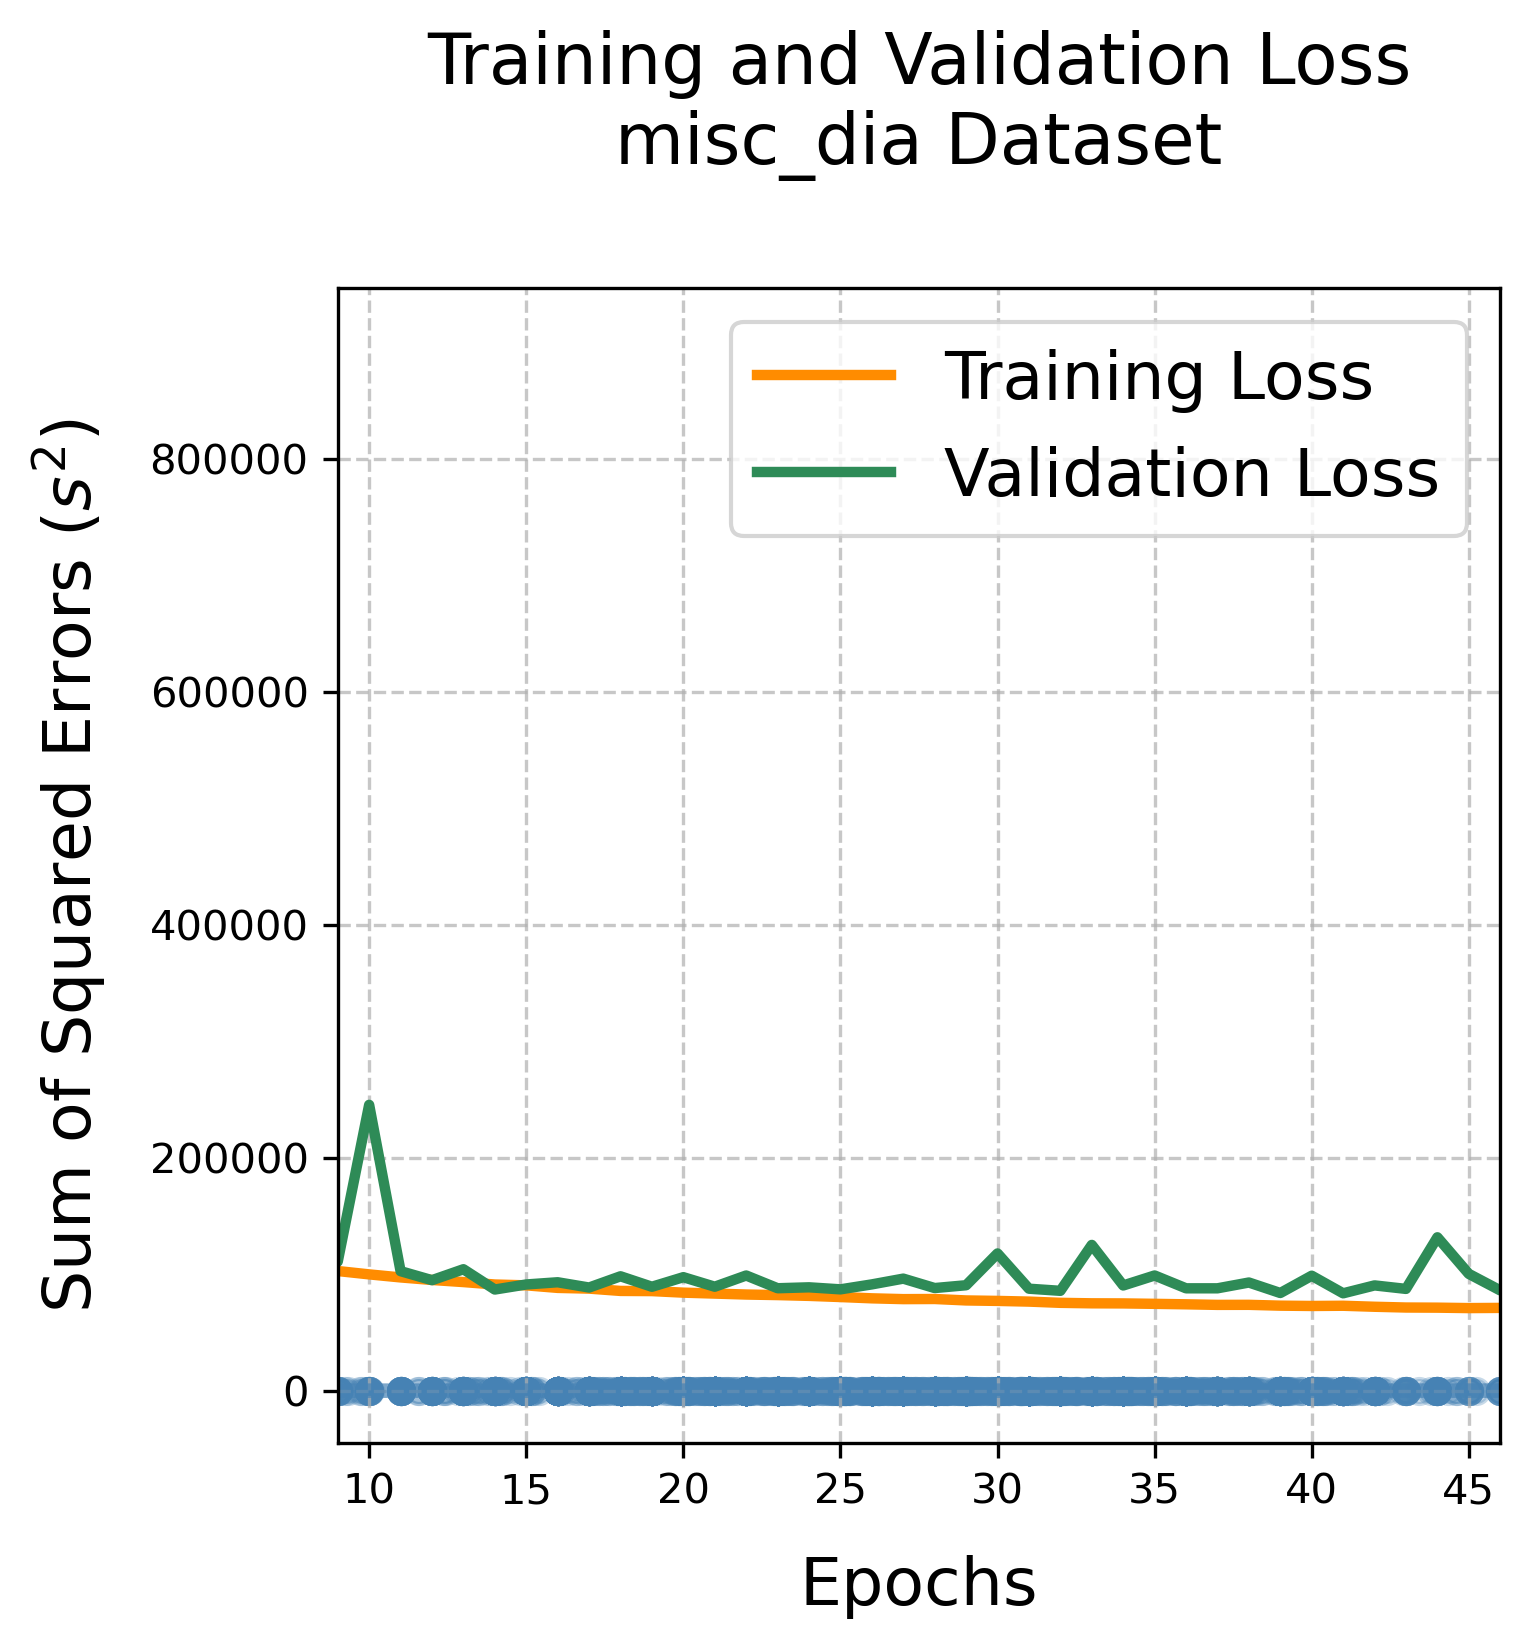 Training and Validation Loss
misc_dia Dataset
Training Loss
Validation Loss
Sum of Squared Errors (s²)
800000
600000
400000
200000
0
10 15 20 25 30 35 40 45
Epochs